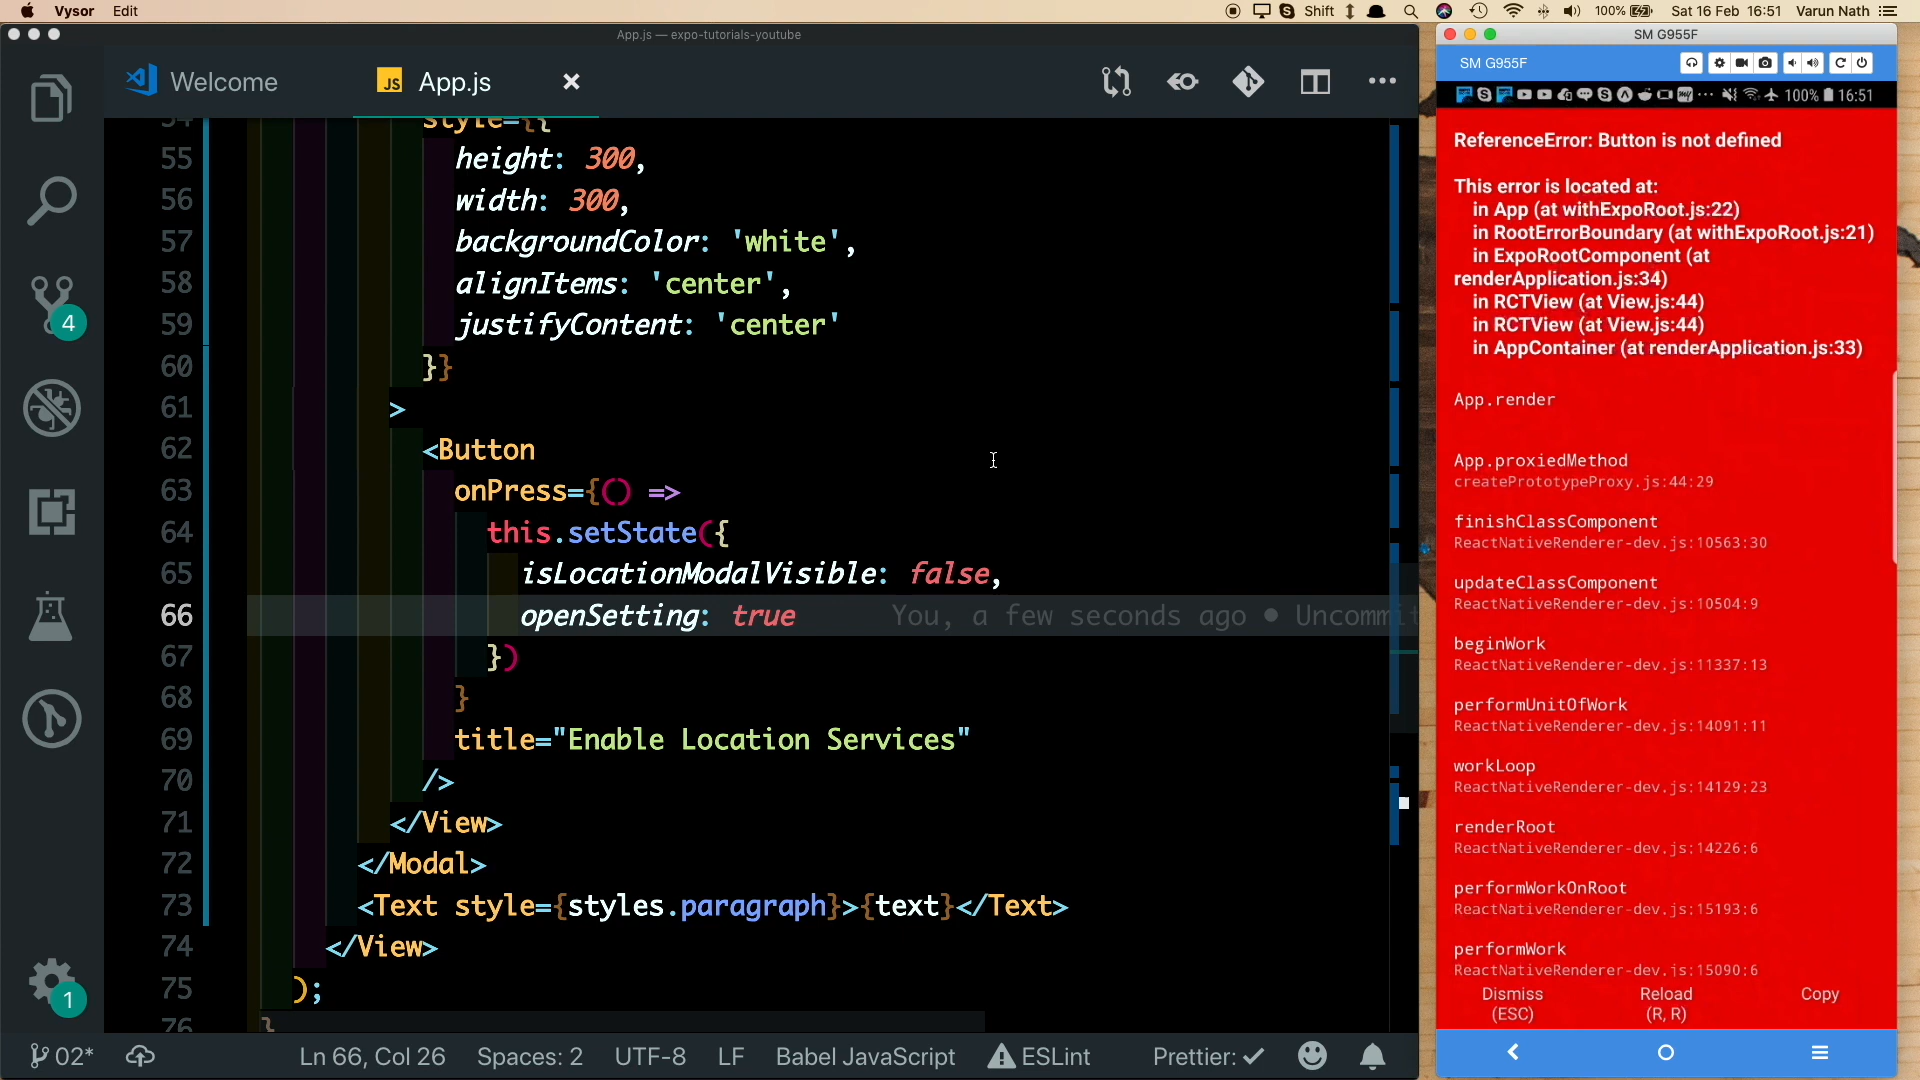 Vysor Edit
Shift
100%
Sat 16 Feb 16:51
Varun Nath
App.js — expo-tutorials-youtube
Welcome
JS App.js
style={{
55 height: 300,
56 width: 300,
57 backgroundColor: 'white',
58 alignItems: 'center',
59 justifyContent: 'center'
60 }}
61 >
62 <Button
63 onPress={() =>
64 this.setState({
65 isLocationModalVisible: false,
66 openSetting: true You, a few seconds ago • Uncommit
67 })
68 }
69 title="Enable Location Services"
70 />
71 </View>
72 </Modal>
73 <Text style={styles.paragraph}>{text}</Text>
74 </View>
75 );
76 }
4
1
02*
Ln 66, Col 26
Spaces: 2
UTF-8
LF
Babel JavaScript
ESLint
Prettier: ✓
SM G955F
SM G955F
100% 16:51
ReferenceError: Button is not defined
This error is located at:
in App (at withExpoRoot.js:22)
in RootErrorBoundary (at withExpoRoot.js:21)
in ExpoRootComponent (at
renderApplication.js:34)
in RCTView (at View.js:44)
in RCTView (at View.js:44)
in AppContainer (at renderApplication.js:33)
App.render
App.proxiedMethod
createPrototypeProxy.js:44:29
finishClassComponent
ReactNativeRenderer-dev.js:10563:30
updateClassComponent
ReactNativeRenderer-dev.js:10504:9
beginWork
ReactNativeRenderer-dev.js:11337:13
performUnitOfWork
ReactNativeRenderer-dev.js:14091:11
workLoop
ReactNativeRenderer-dev.js:14129:23
renderRoot
ReactNativeRenderer-dev.js:14226:6
performWorkOnRoot
ReactNativeRenderer-dev.js:15193:6
performWork
ReactNativeRenderer-dev.js:15090:6
Dismiss
(ESC)
Reload
(R, R)
Copy